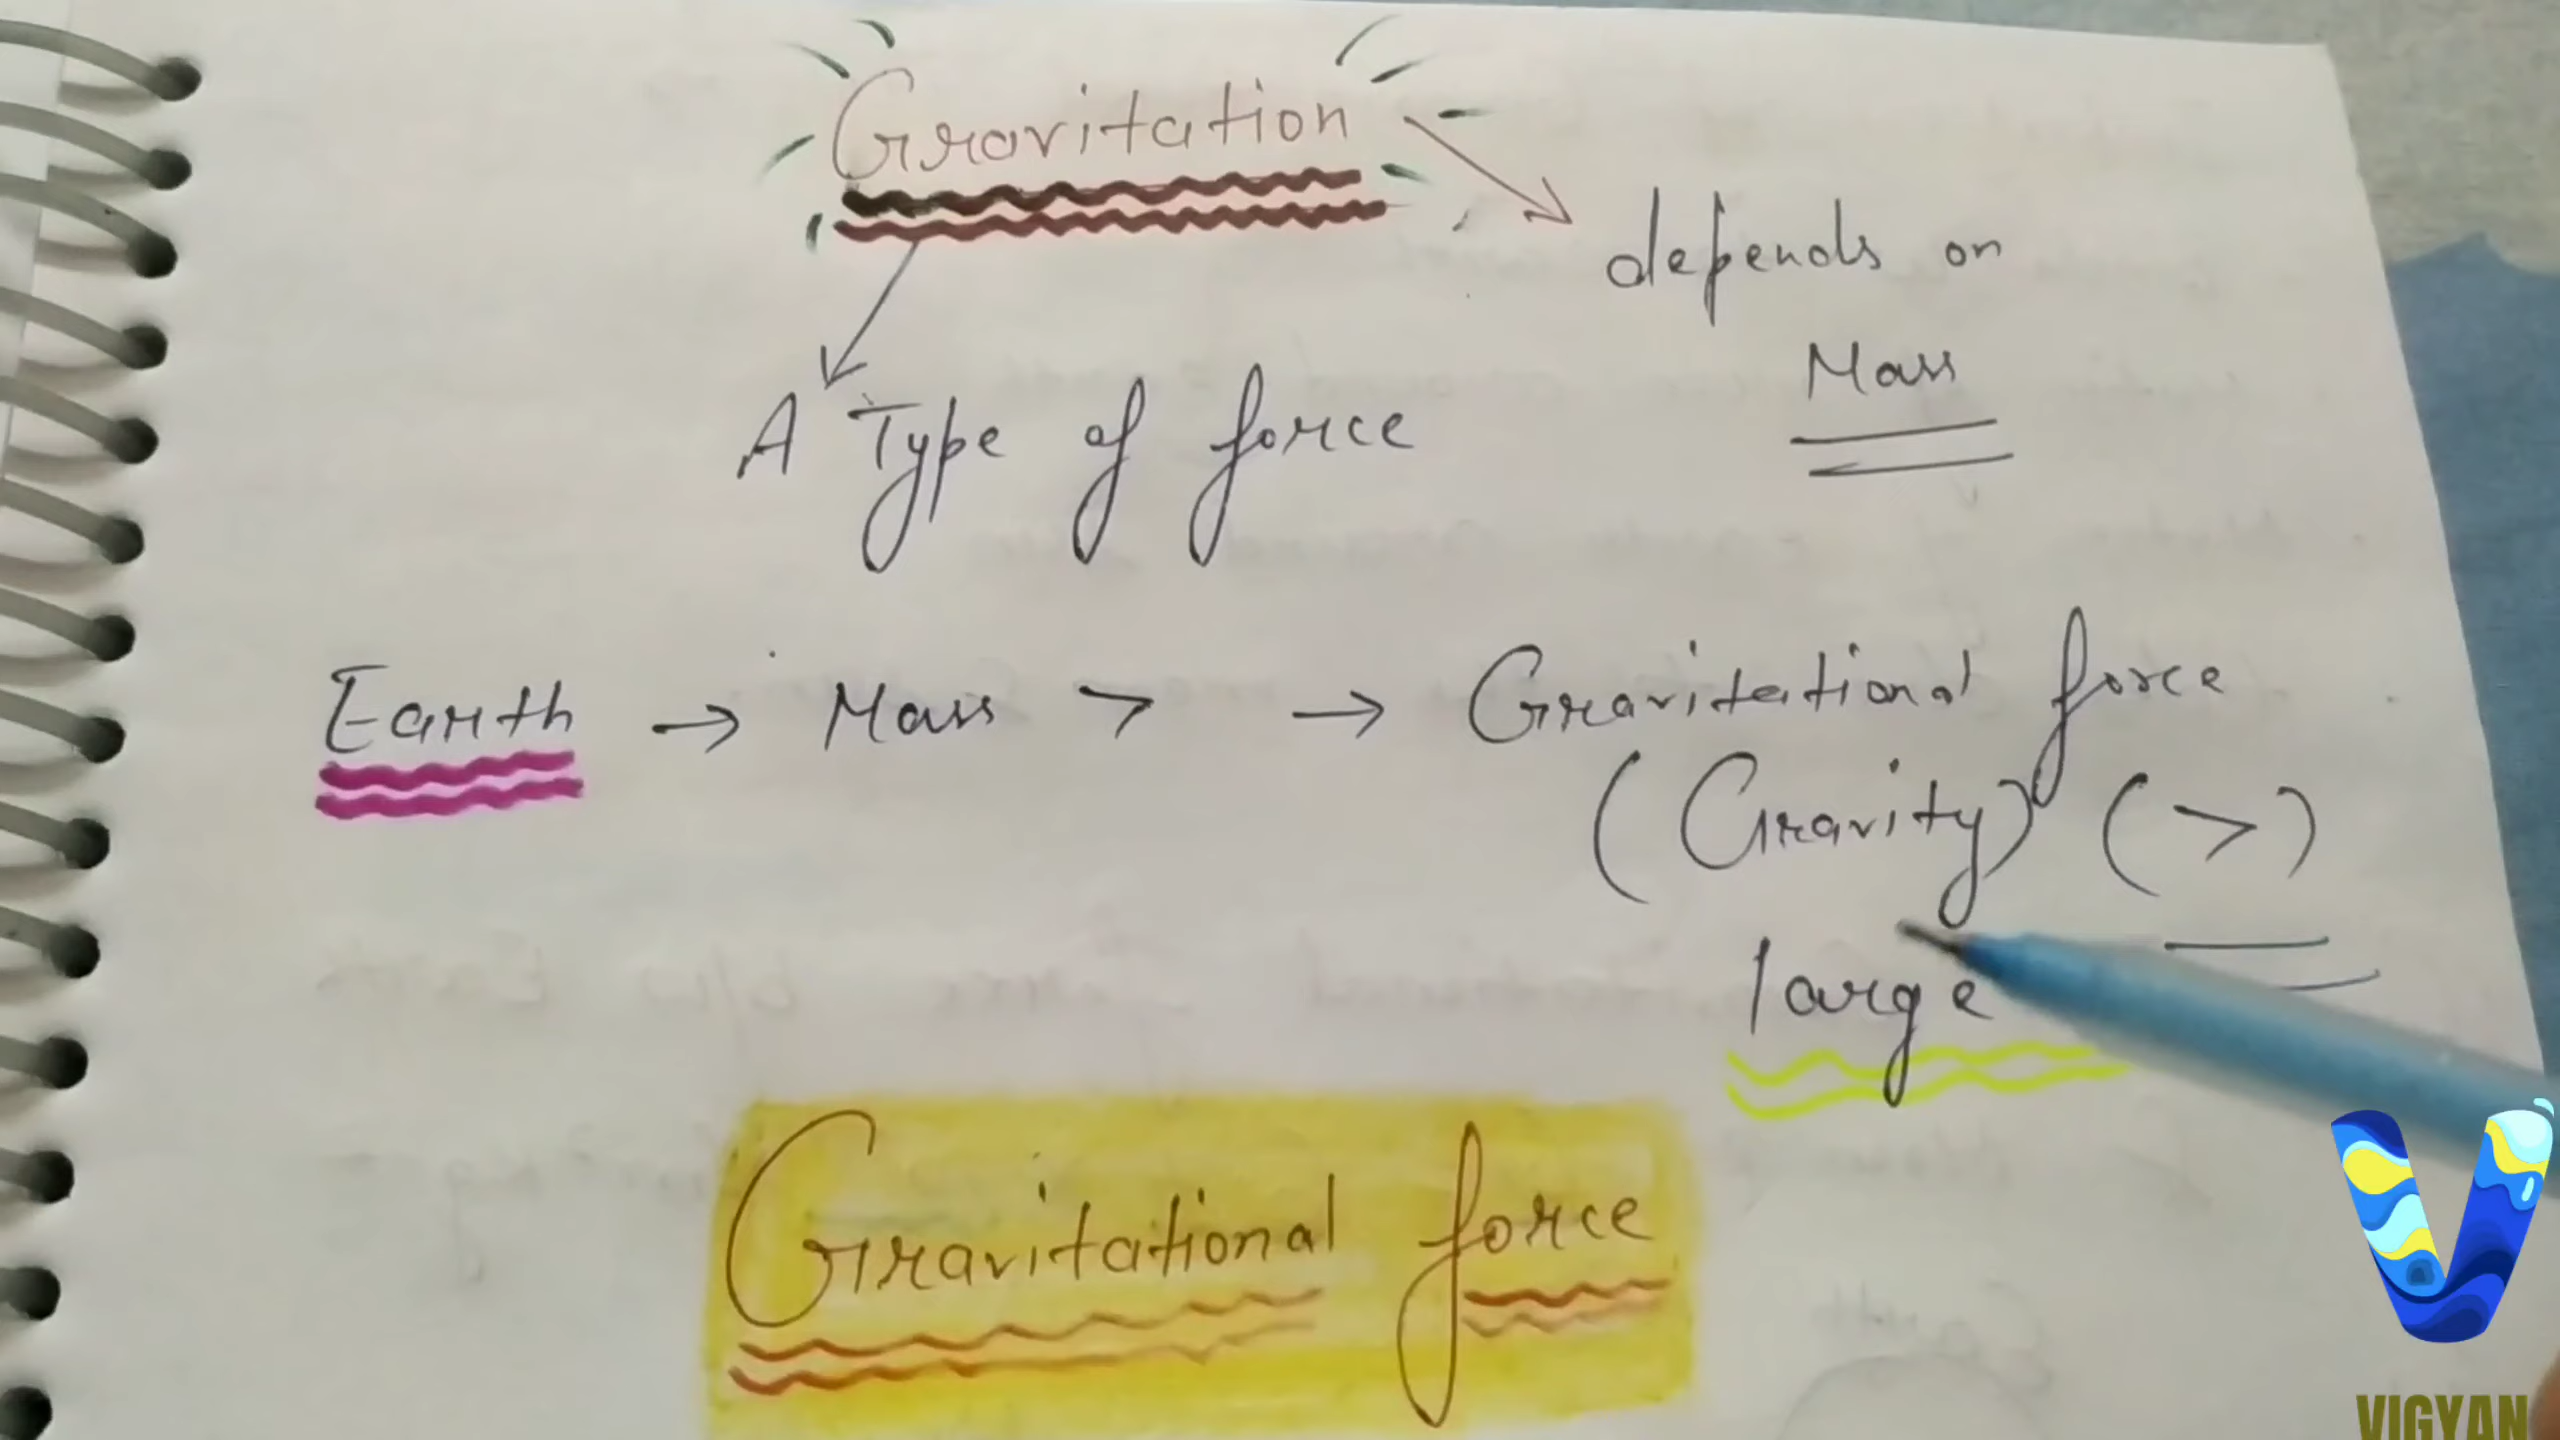 Gravitation
depends on
Mass
A Type of force
Earth → Mass > → Gravitational force
(Gravity) (>)
large
Gravitational force
VIGYAN